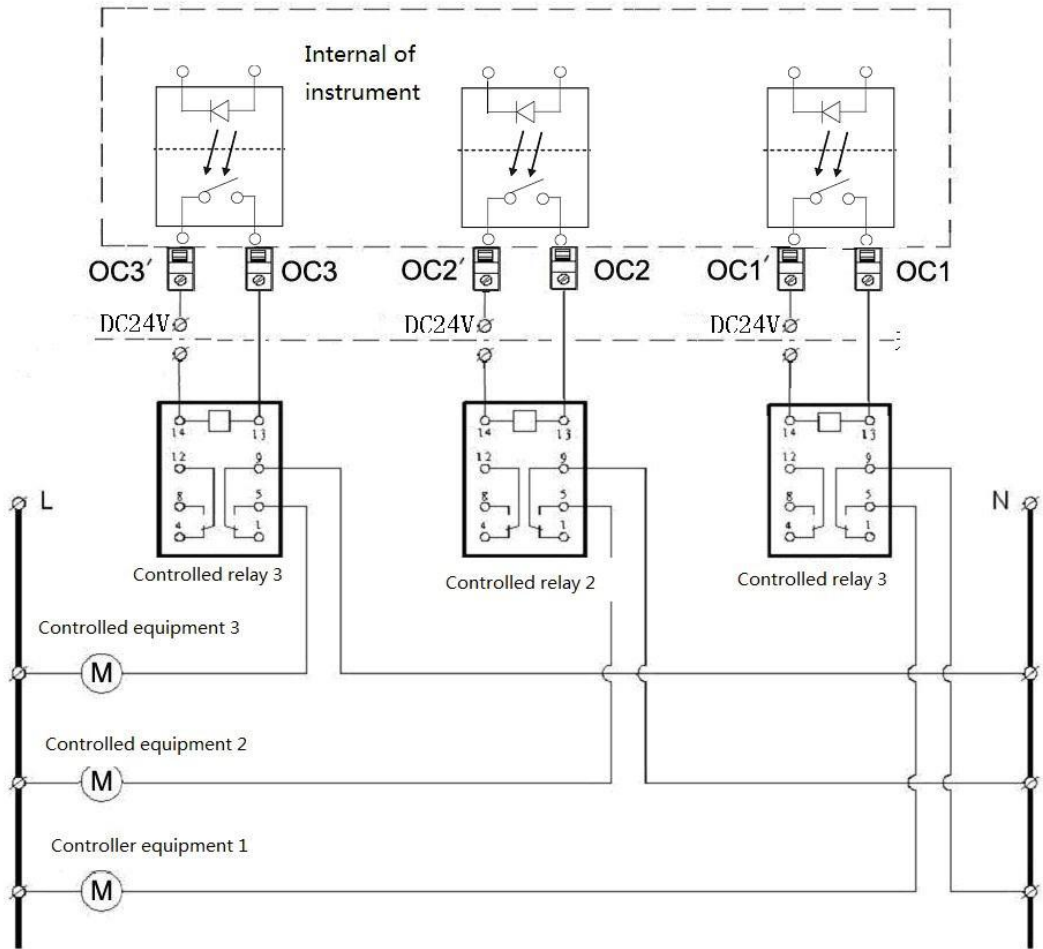 Internal of
instrument
OC3′ OC3 OC2′ OC2 OC1′ OC1
DC24V DC24V DC24V
14 13 14 13 14 13
12 9 12 9 12 9
8 5 8 5 8 5
4 1 4 1 4 1
L N
Controlled relay 3 Controlled relay 2 Controlled relay 3
Controlled equipment 3
M
Controlled equipment 2
M
Controller equipment 1
M